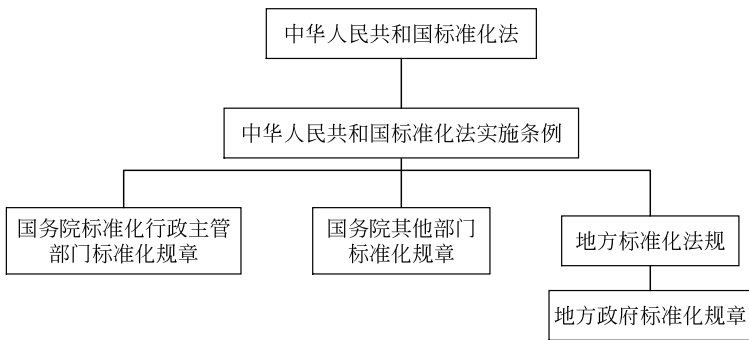 中华人民共和国标准化法
中华人民共和国标准化法实施条例
国务院标准化行政主管
部门标准化规章
国务院其他部门
标准化规章
地方标准化法规
地方政府标准化规章